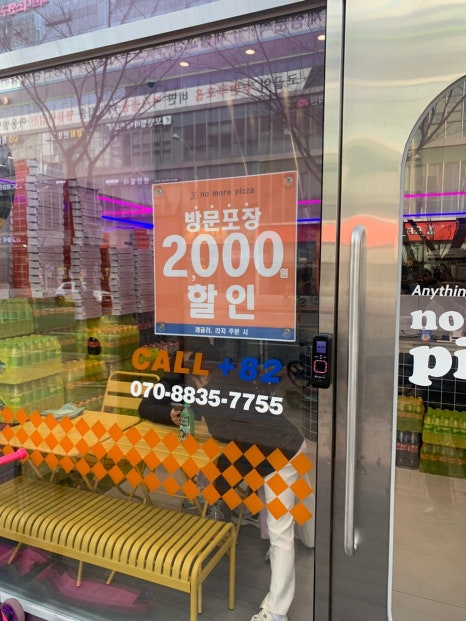 no more pizza
방문포장
2,000원
할인
레귤러, 라지 주문 시
CALL +82
070-8835-7755
Anythin
no
pi